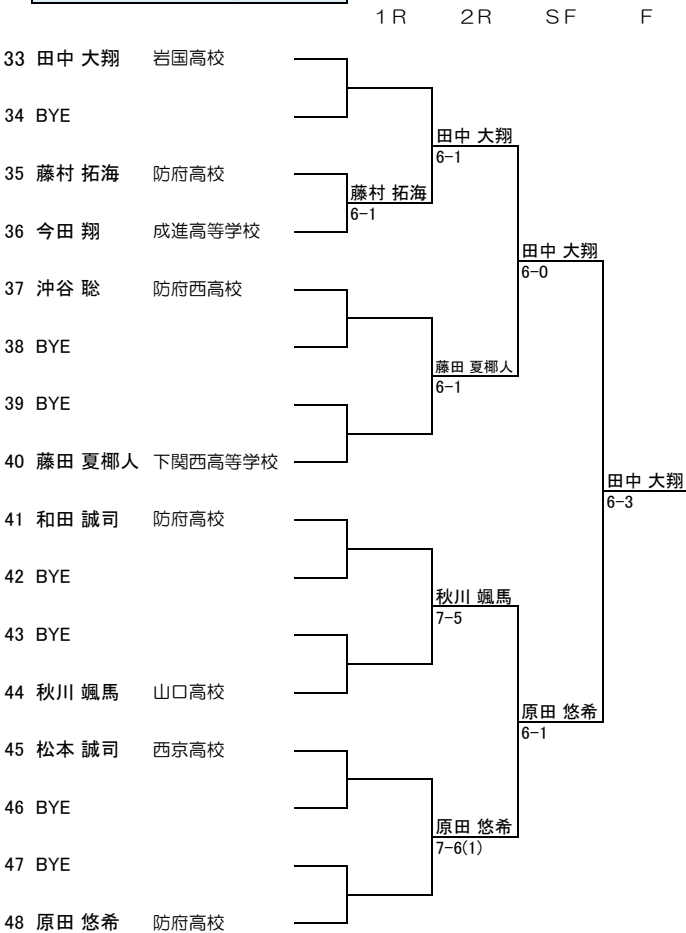 １Ｒ ２Ｒ ＳＦ Ｆ
33 田中 大翔 岩国高校
34 BYE
田中 大翔
6-1
35 藤村 拓海 防府高校
藤村 拓海
6-1
36 今田 翔 成進高等学校
田中 大翔
6-0
37 沖谷 聡 防府西高校
38 BYE
藤田 夏椰人
6-1
39 BYE
40 藤田 夏椰人 下関西高等学校
田中 大翔
6-3
41 和田 誠司 防府高校
42 BYE
秋川 颯馬
7-5
43 BYE
44 秋川 颯馬 山口高校
原田 悠希
6-1
45 松本 誠司 西京高校
46 BYE
原田 悠希
7-6(1)
47 BYE
48 原田 悠希 防府高校